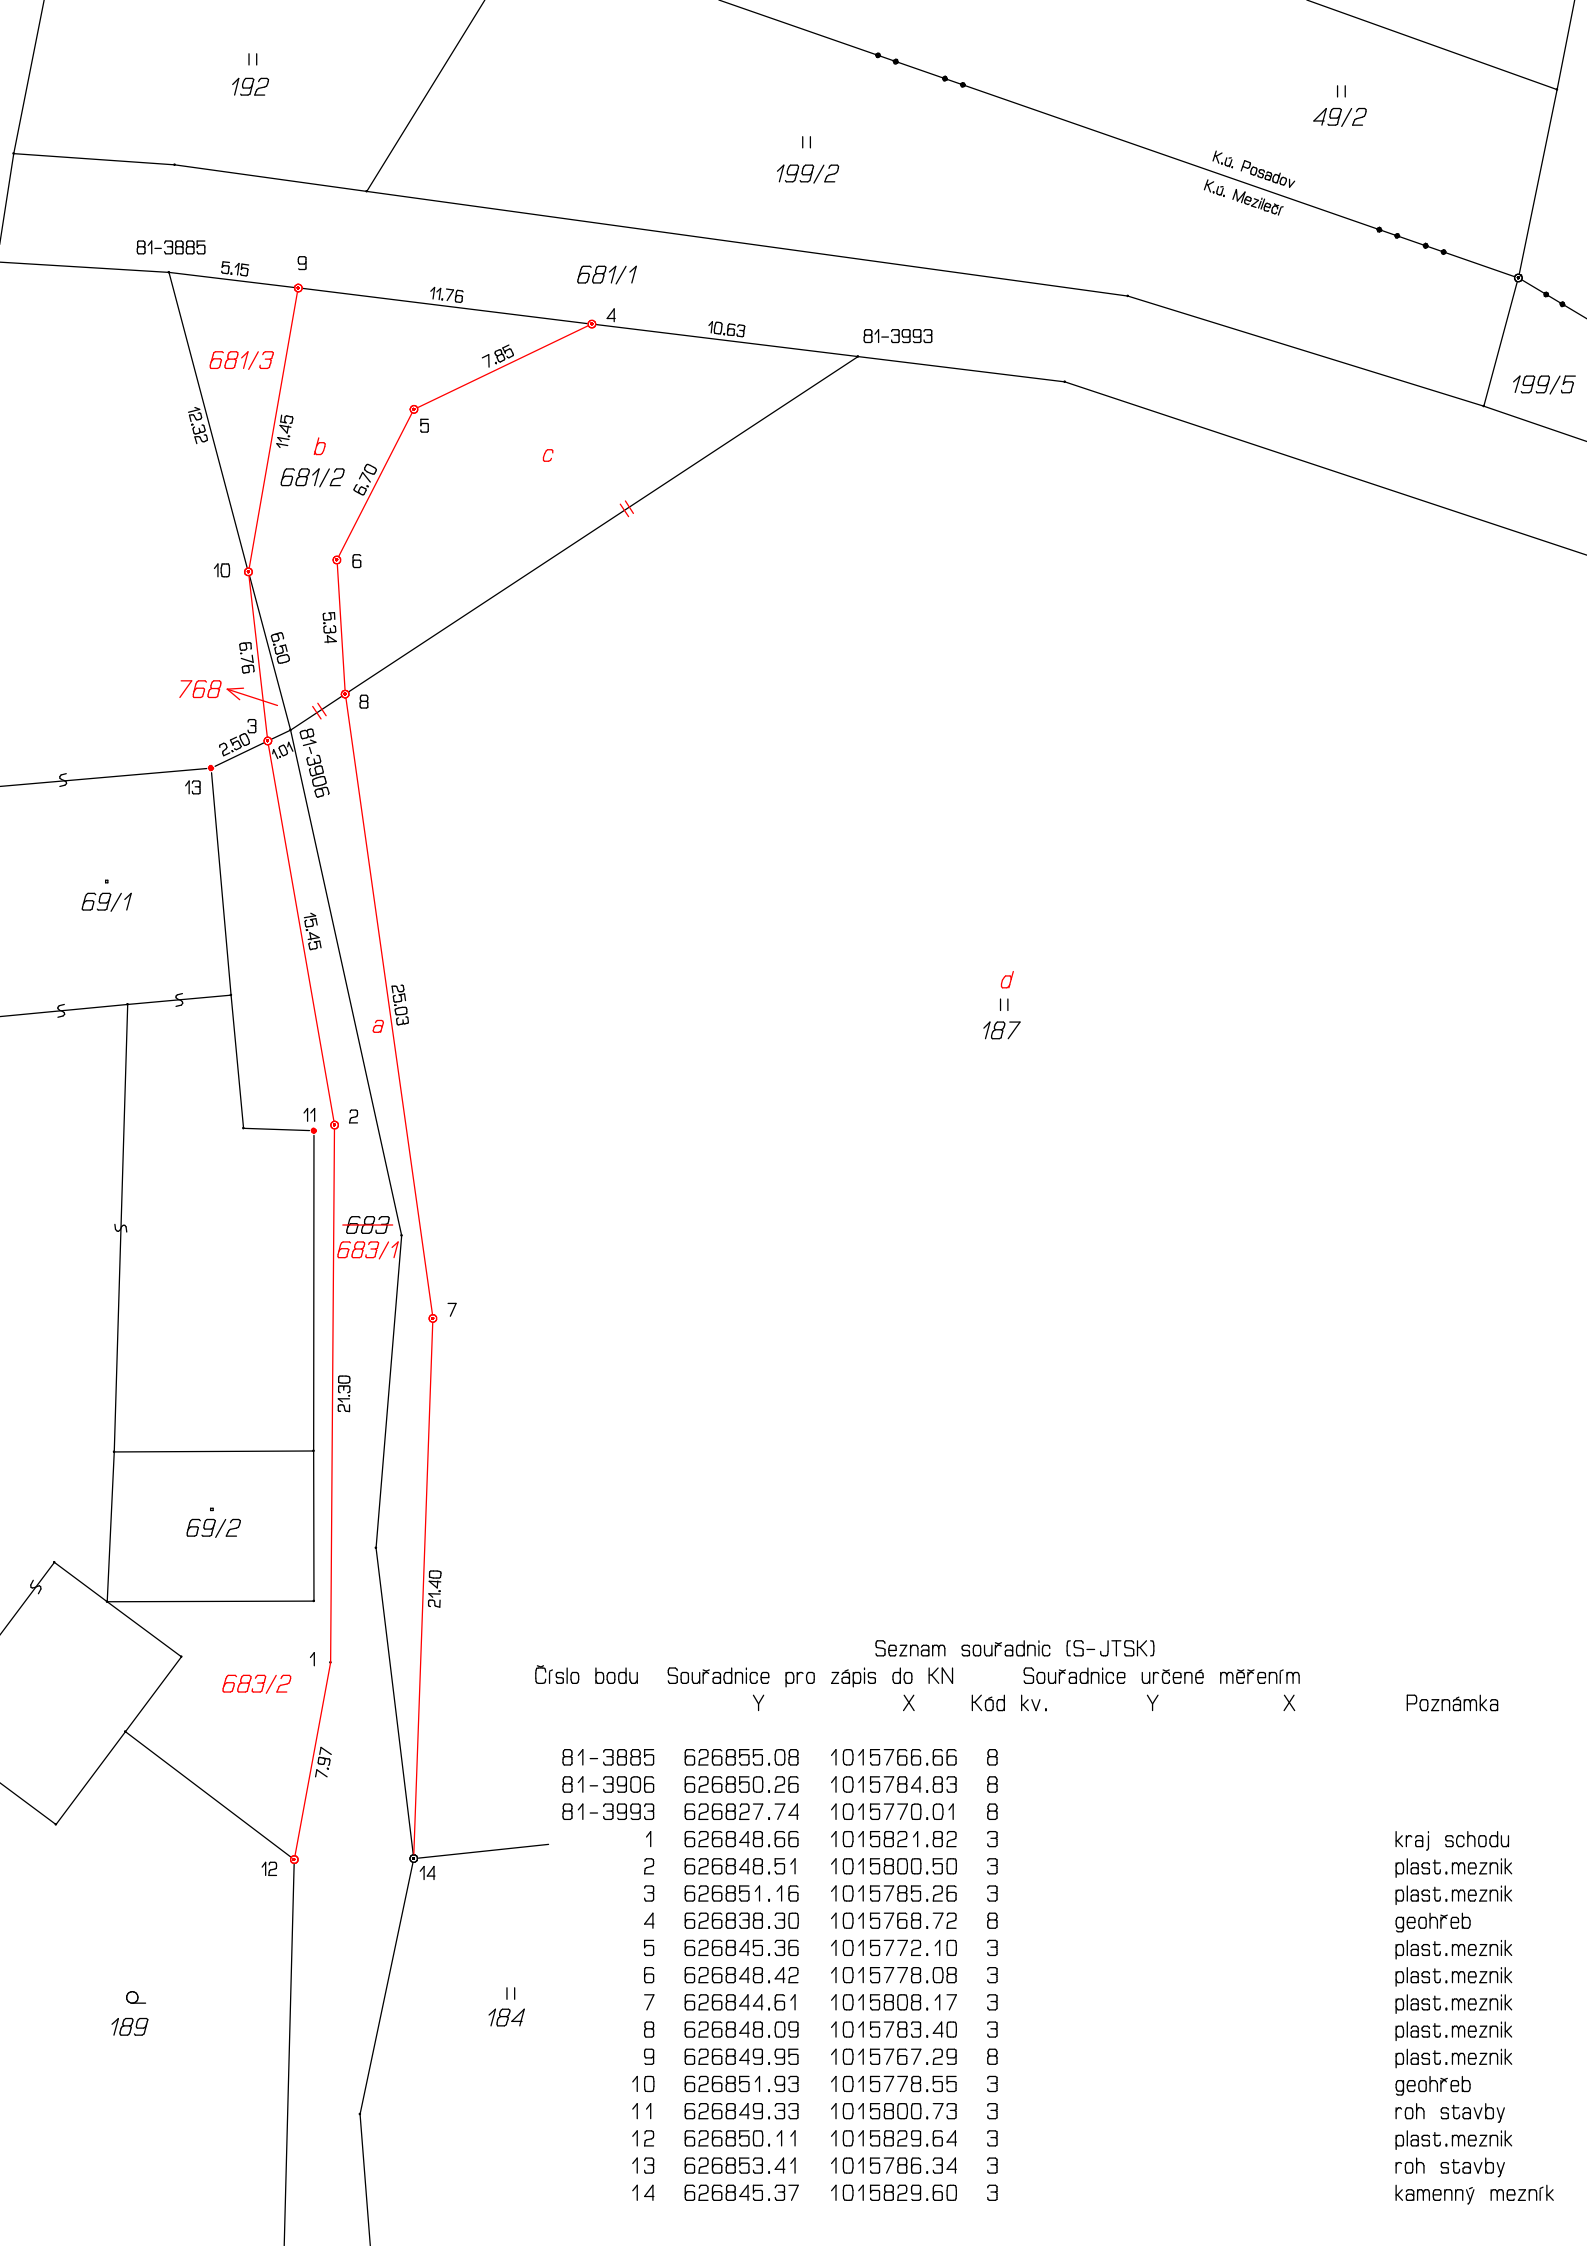 192
49/2
199/2
K.ú. Posadov
K.ú. Mezilečí
81-3885
5.15
9
681/1
11.76
4
10.63
81-3993
7.85
681/3
199/5
12.32
11.45
5
b
681/2
c
6.70
10
6
5.34
6.76
6.50
768
8
3
2.50
1.01
81-3906
13
69/1
15.45
d
187
25.03
a
11
2
683
683/1
7
21.30
69/2
21.40
1
683/2
7.97
12
14
189
184
Seznam souřadnic (S-JTSK)
Číslo bodu Souřadnice pro zápis do KN Souřadnice určené měřením
Y X Kód kv. Y X Poznámka
81-3885 626855.08 1015766.66 8
81-3906 626850.26 1015784.83 8
81-3993 626827.74 1015770.01 8
1 626848.66 1015821.82 3 kraj schodu
2 626848.51 1015800.50 3 plast.meznik
3 626851.16 1015785.26 3 plast.meznik
4 626838.30 1015768.72 8 geohřeb
5 626845.36 1015772.10 3 plast.meznik
6 626848.42 1015778.08 3 plast.meznik
7 626844.61 1015808.17 3 plast.meznik
8 626848.09 1015783.40 3 plast.meznik
9 626849.95 1015767.29 8 plast.meznik
10 626851.93 1015778.55 3 geohřeb
11 626849.33 1015800.73 3 roh stavby
12 626850.11 1015829.64 3 plast.meznik
13 626853.41 1015786.34 3 roh stavby
14 626845.37 1015829.60 3 kamenný mezník